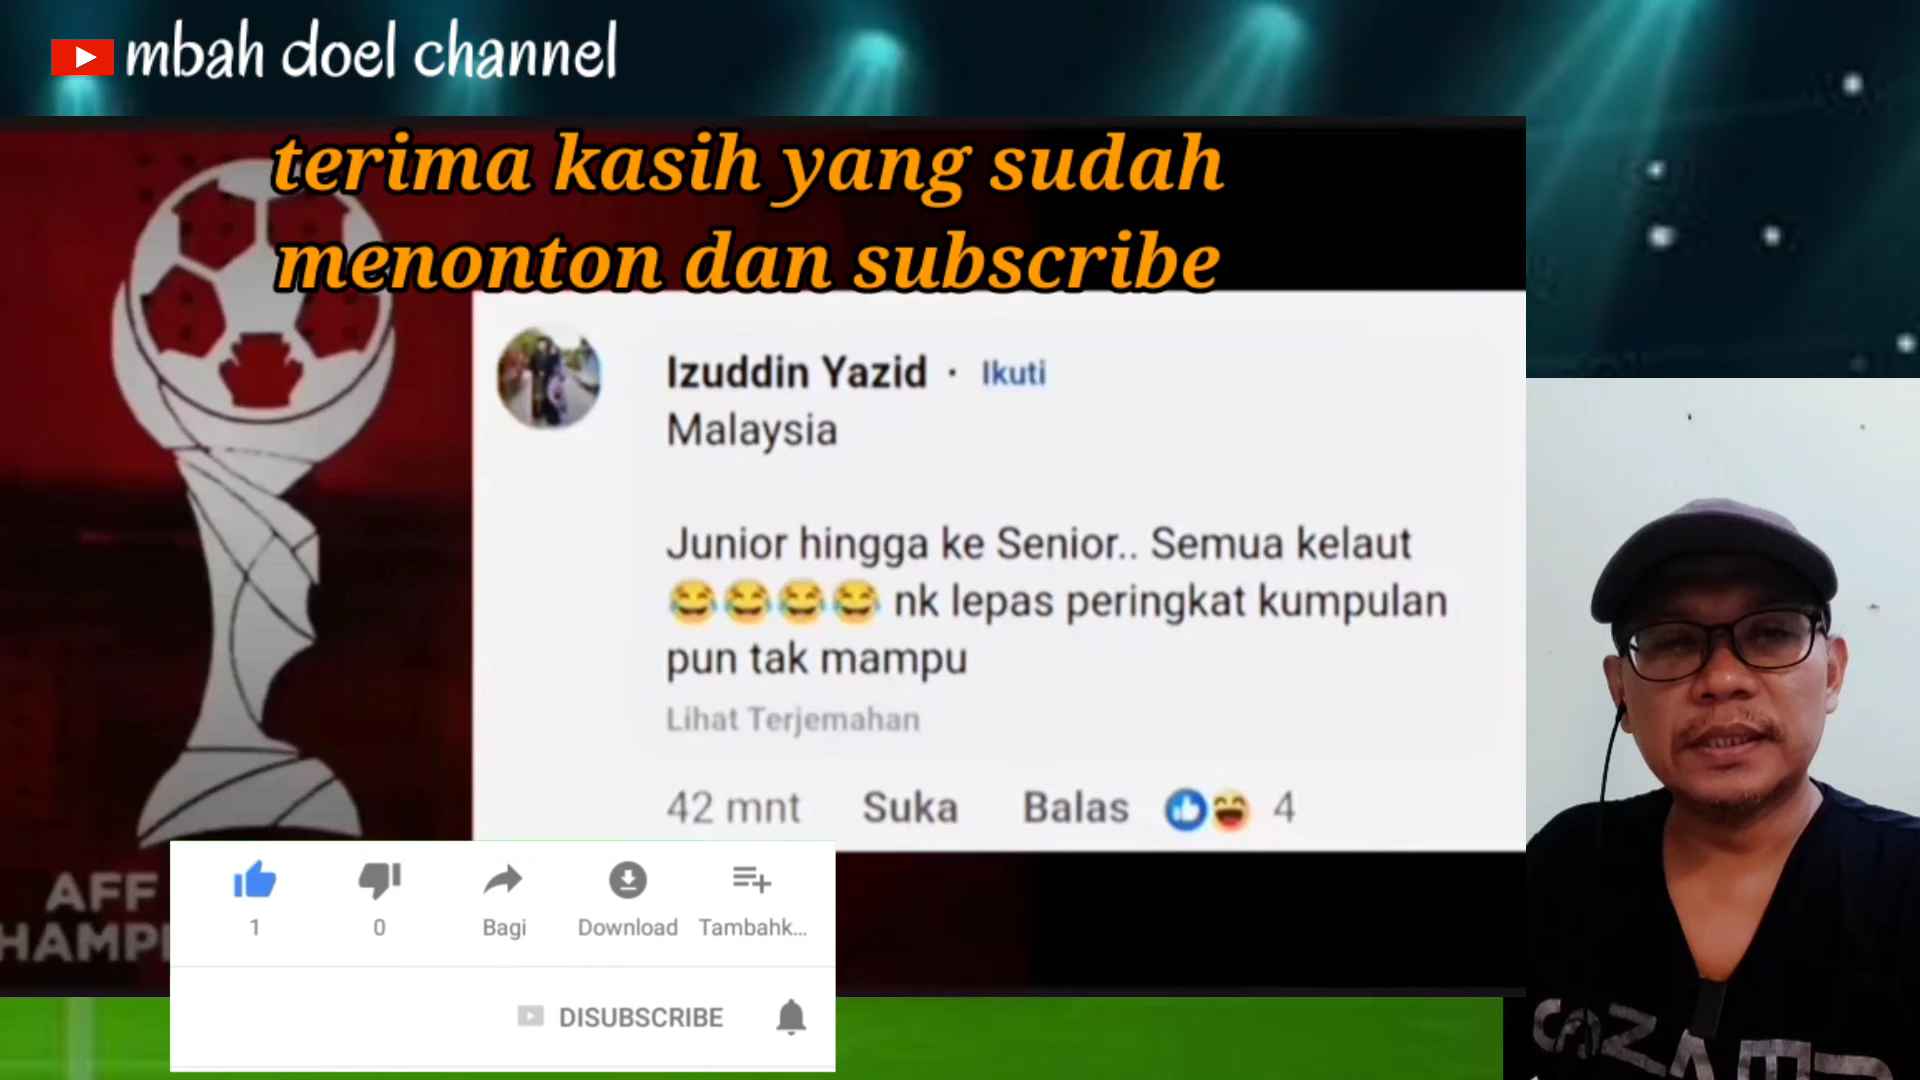 mbah doel channel
terima kasih yang sudah
menonton dan subscribe
Izuddin Yazid · Ikuti
Malaysia
Junior hingga ke Senior.. Semua kelaut
😂😂😂😂 nk lepas peringkat kumpulan
pun tak mampu
Lihat Terjemahan
42 mnt Suka Balas 4
AFF
1 0 Bagi Download Tambahk...
DISUBSCRIBE